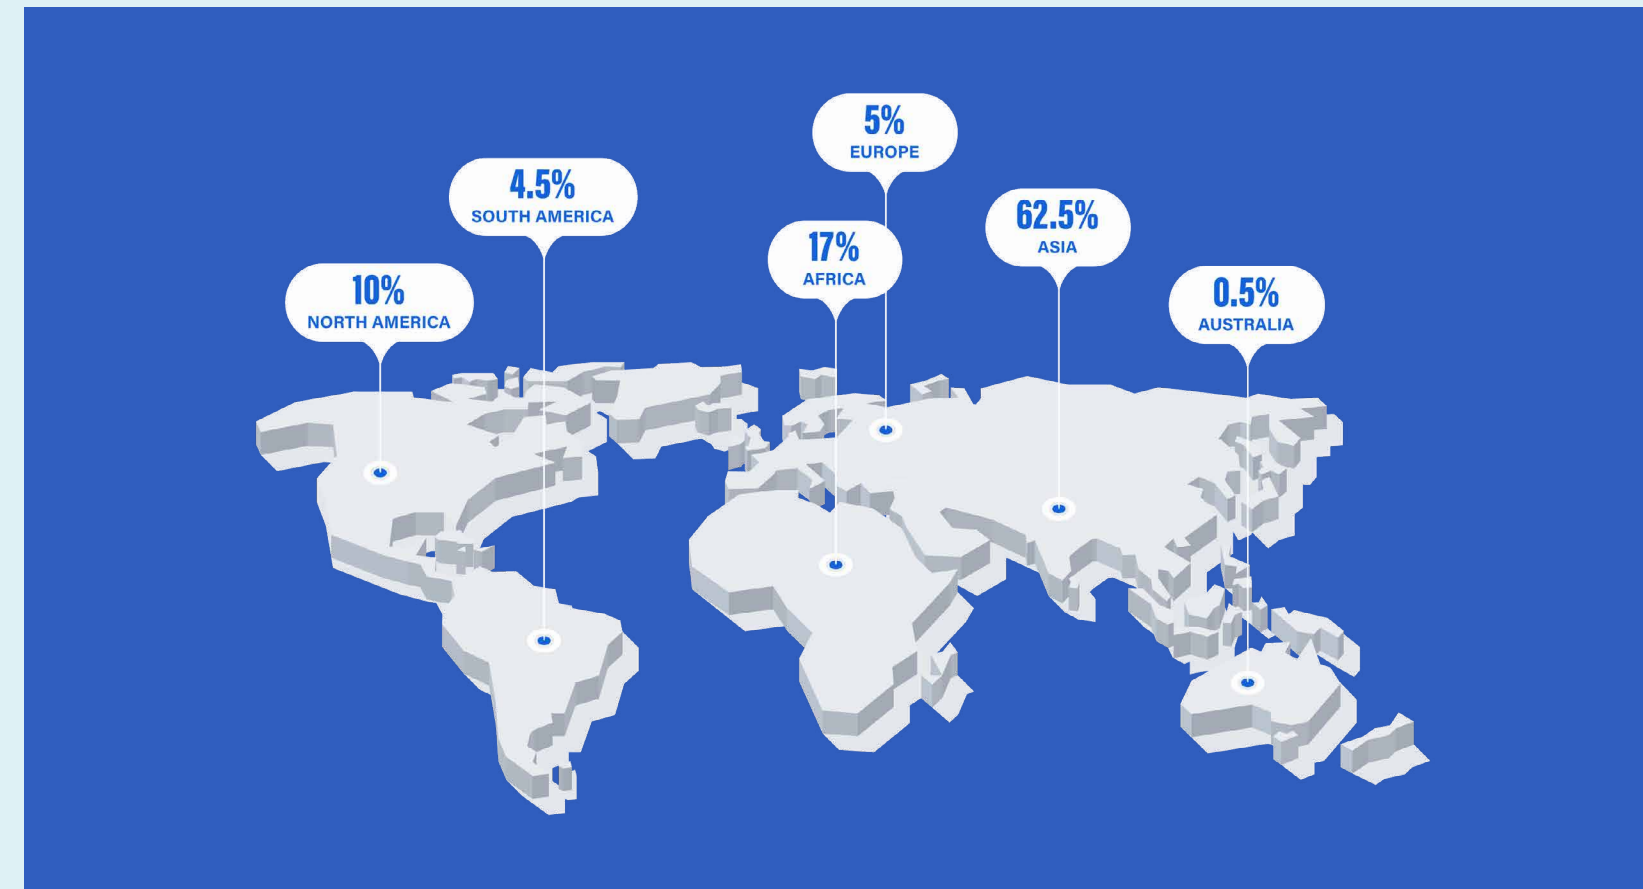 5%
EUROPE
4.5%
SOUTH AMERICA
62.5%
ASIA
17%
AFRICA
10%
NORTH AMERICA
0.5%
AUSTRALIA